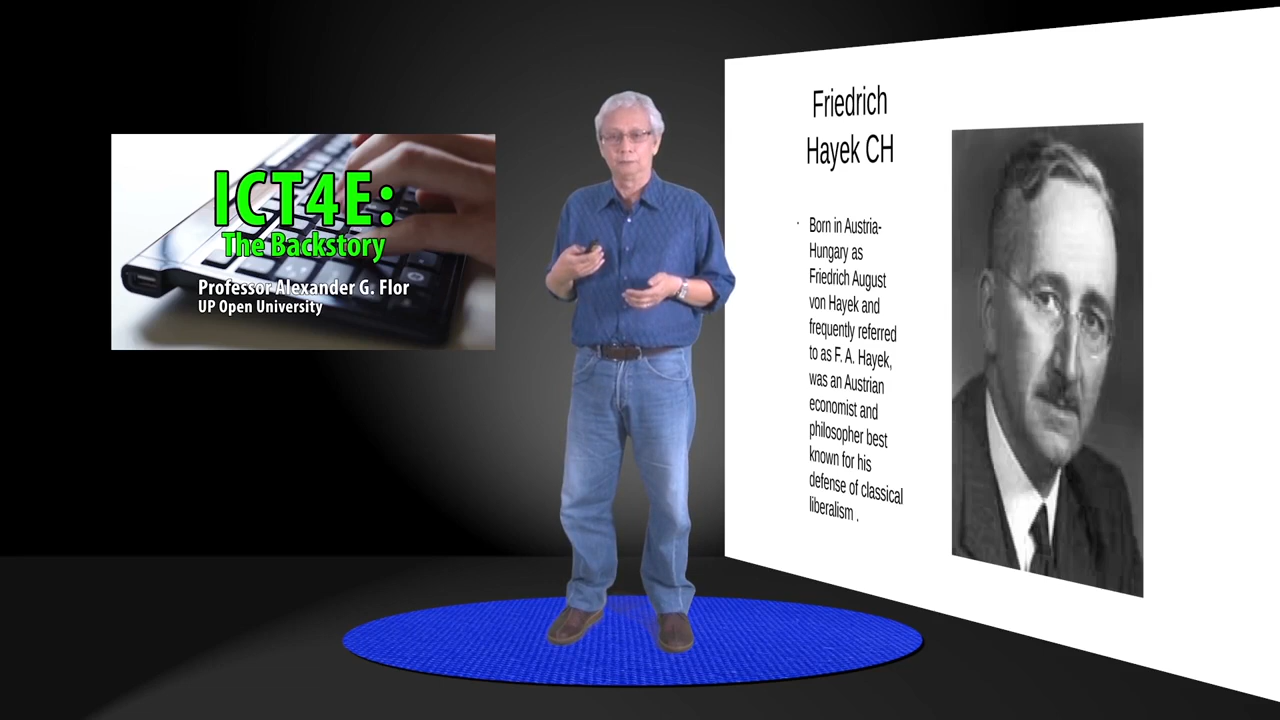 ICT4E:
The Backstory
Professor Alexander G. Flor
UP Open University
Friedrich
Hayek CH
· Born in Austria-
Hungary as
Friedrich August
von Hayek and
frequently referred
to as F. A. Hayek,
was an Austrian
economist and
philosopher best
known for his
defense of classical
liberalism .